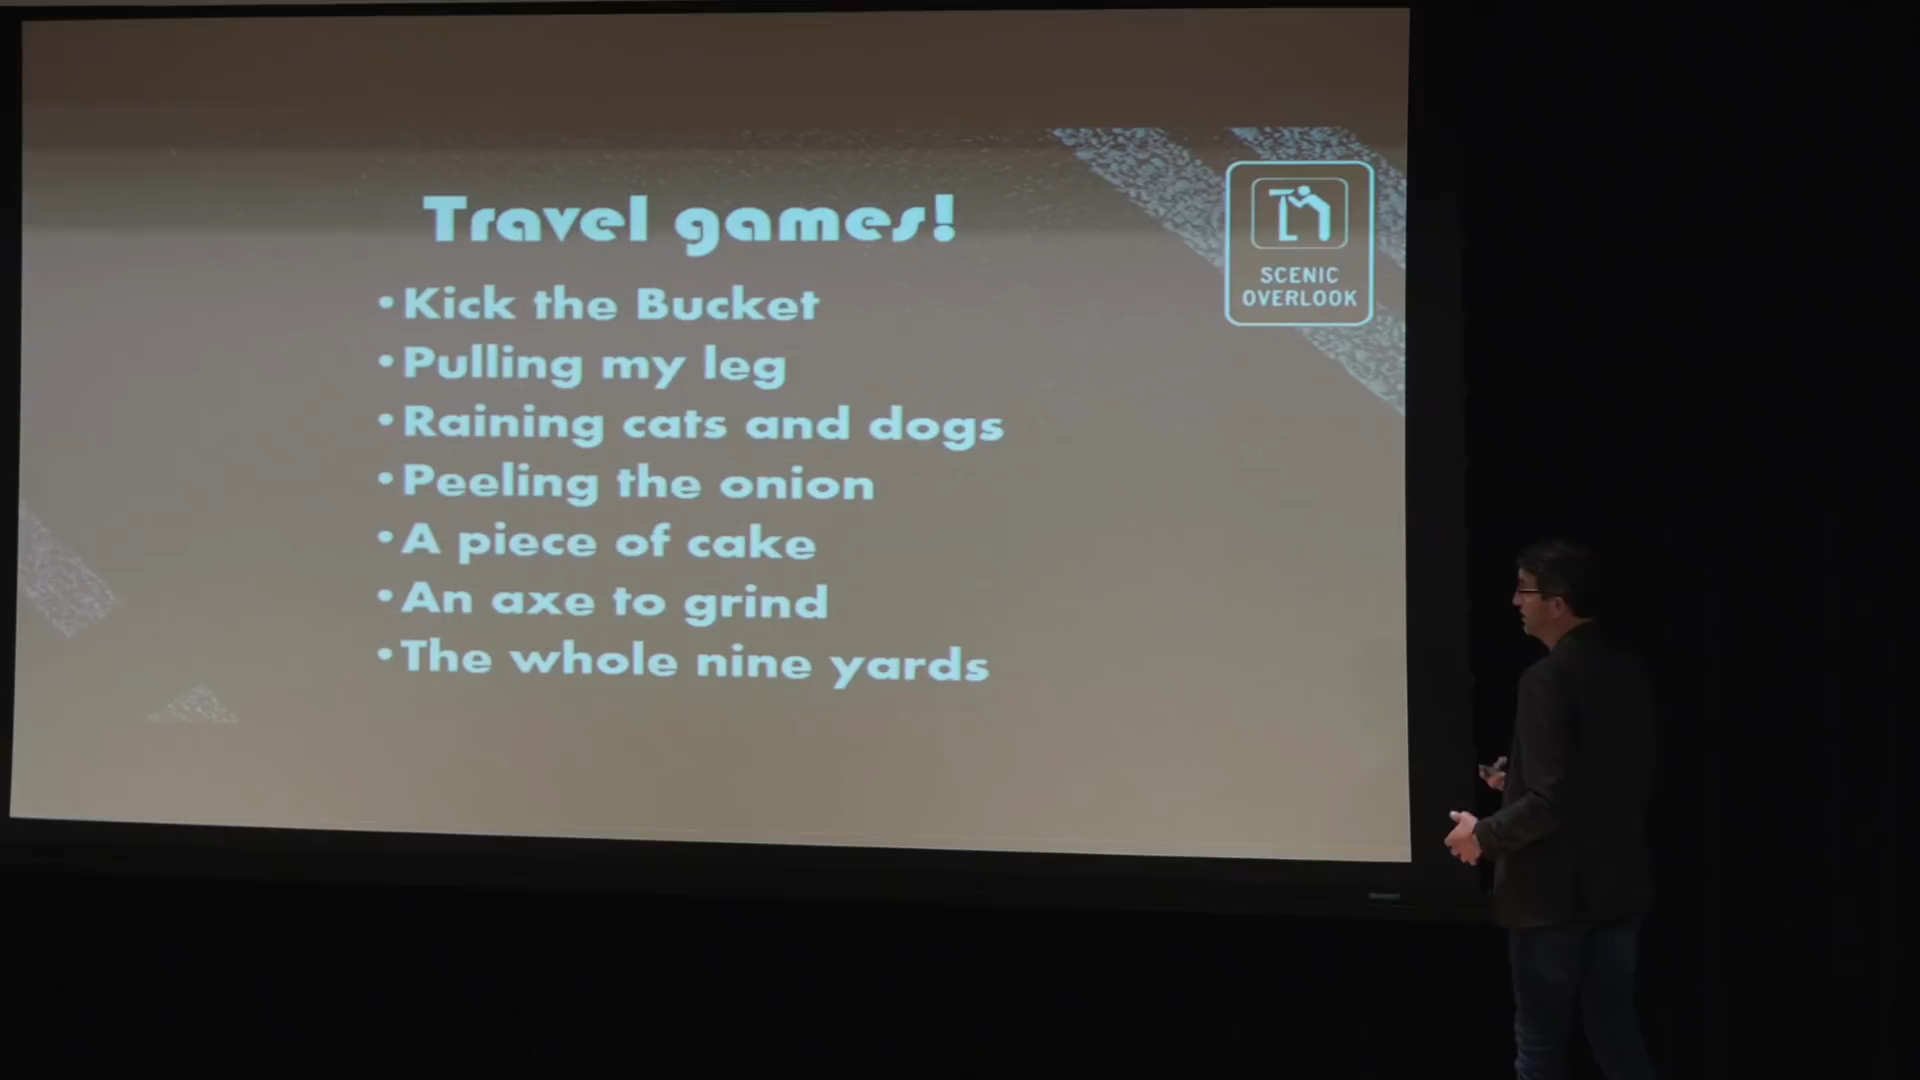 Travel games!
•Kick the Bucket
•Pulling my leg
•Raining cats and dogs
•Peeling the onion
•A piece of cake
•An axe to grind
•The whole nine yards
SCENIC
OVERLOOK